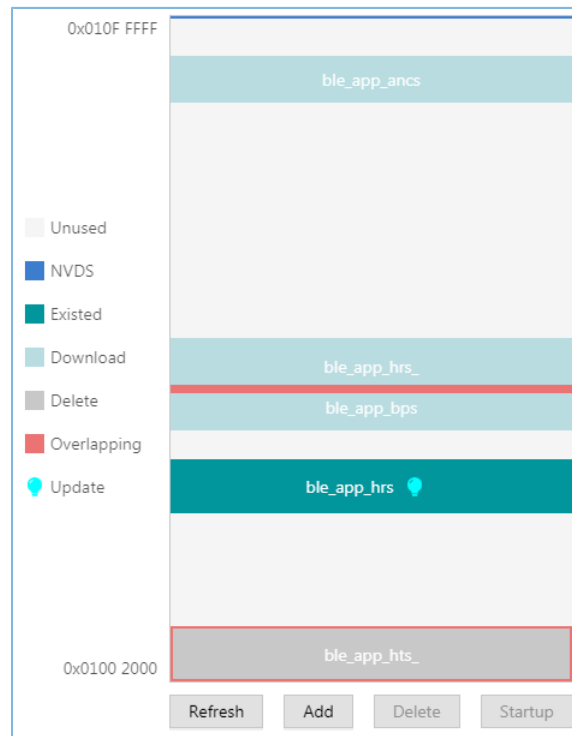 0x010F FFFF
ble_app_ancs
Unused
NVDS
Existed
Download
Delete
Overlapping
Update
ble_app_hrs_
ble_app_bps
ble_app_hrs
ble_app_hts_
0x0100 2000
Refresh
Add
Delete
Startup